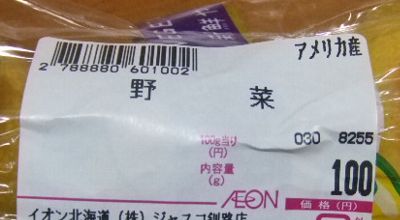 アメリカ産
2 788880 601002
野 菜
100g当り
(円)
030 8255
内容量
(g)
100
ÆON
価格(円)
イオン北海道(株)ジャスコ釧路店